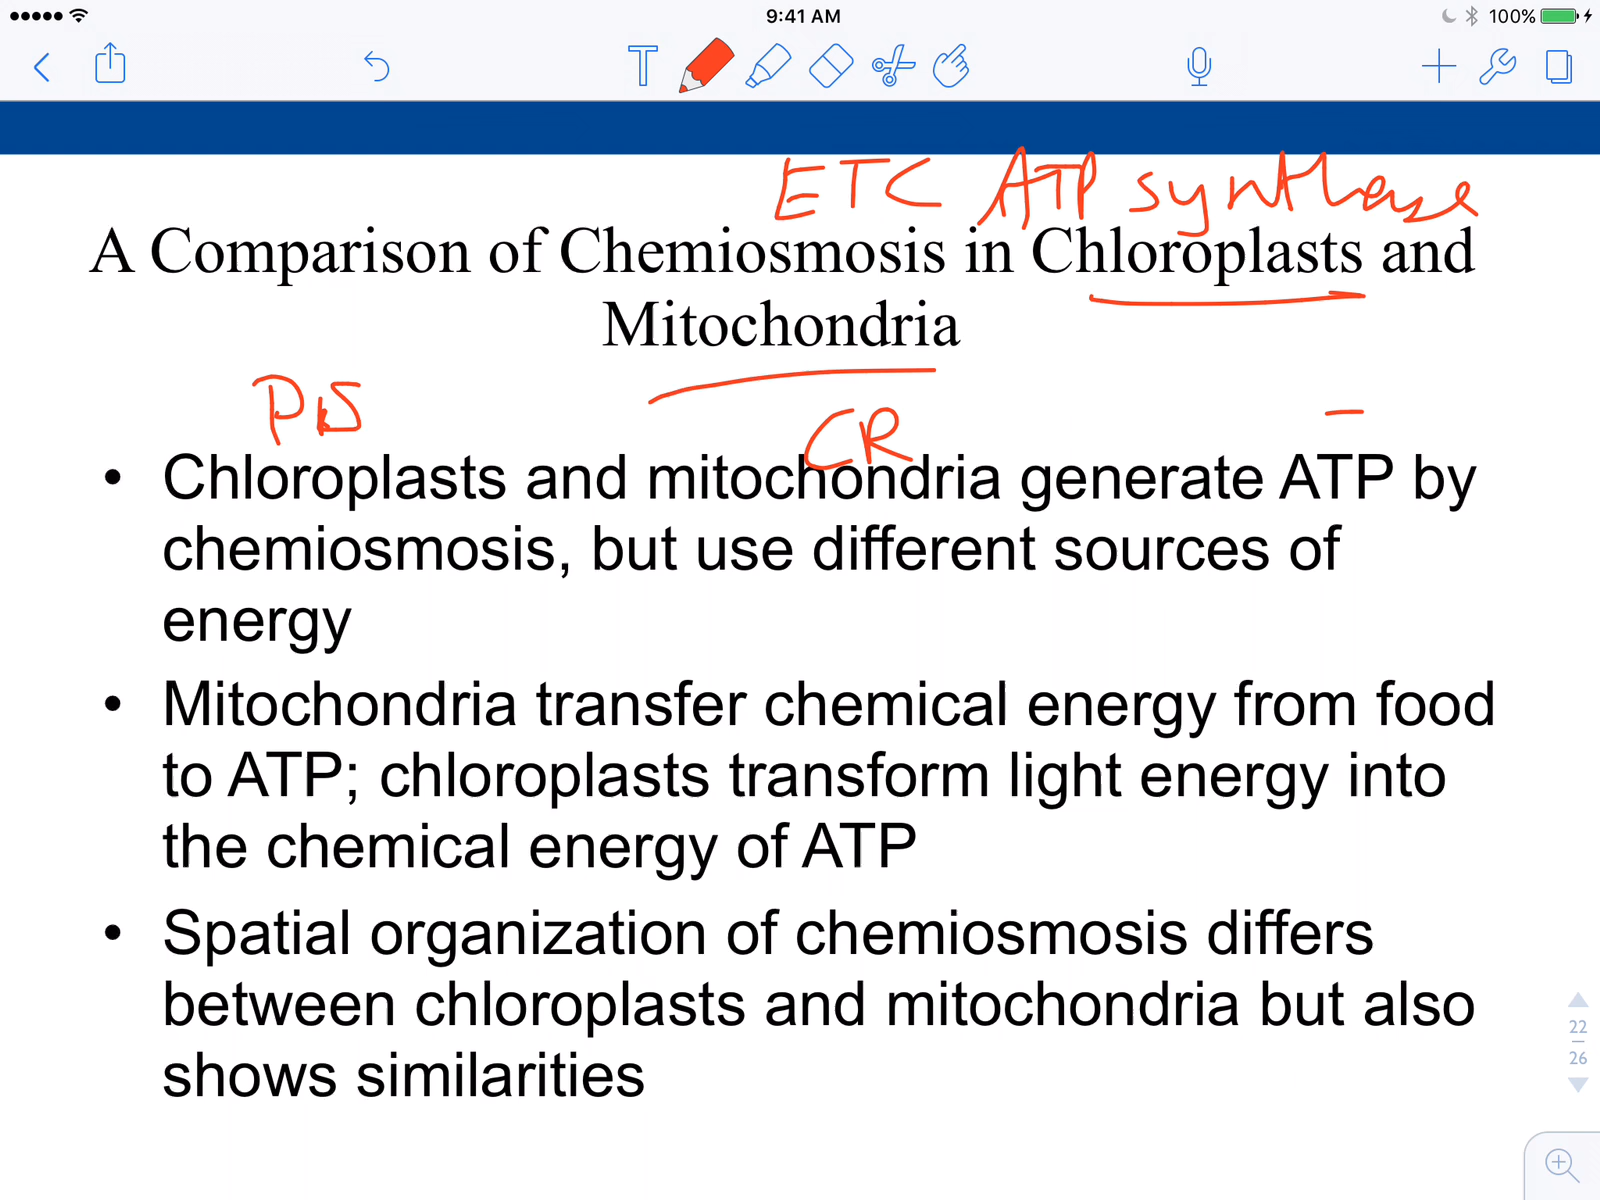 9:41 AM
100%
T
ETC ATP synthase
A Comparison of Chemiosmosis in Chloroplasts and
Mitochondria
PS
CR
• Chloroplasts and mitochondria generate ATP by
chemiosmosis, but use different sources of
energy
• Mitochondria transfer chemical energy from food
to ATP; chloroplasts transform light energy into
the chemical energy of ATP
• Spatial organization of chemiosmosis differs
between chloroplasts and mitochondria but also
shows similarities
22
26